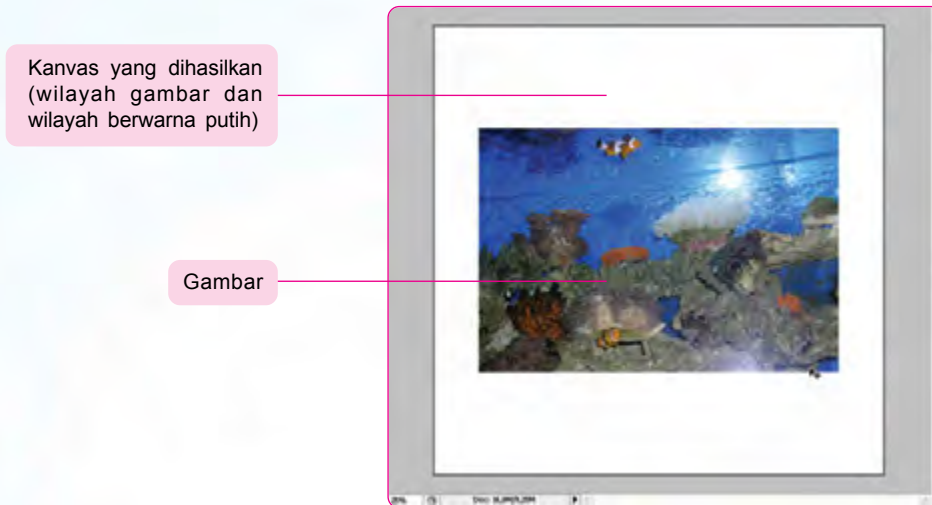 Kanvas yang dihasilkan
(wilayah gambar dan
wilayah berwarna putih)
Gambar